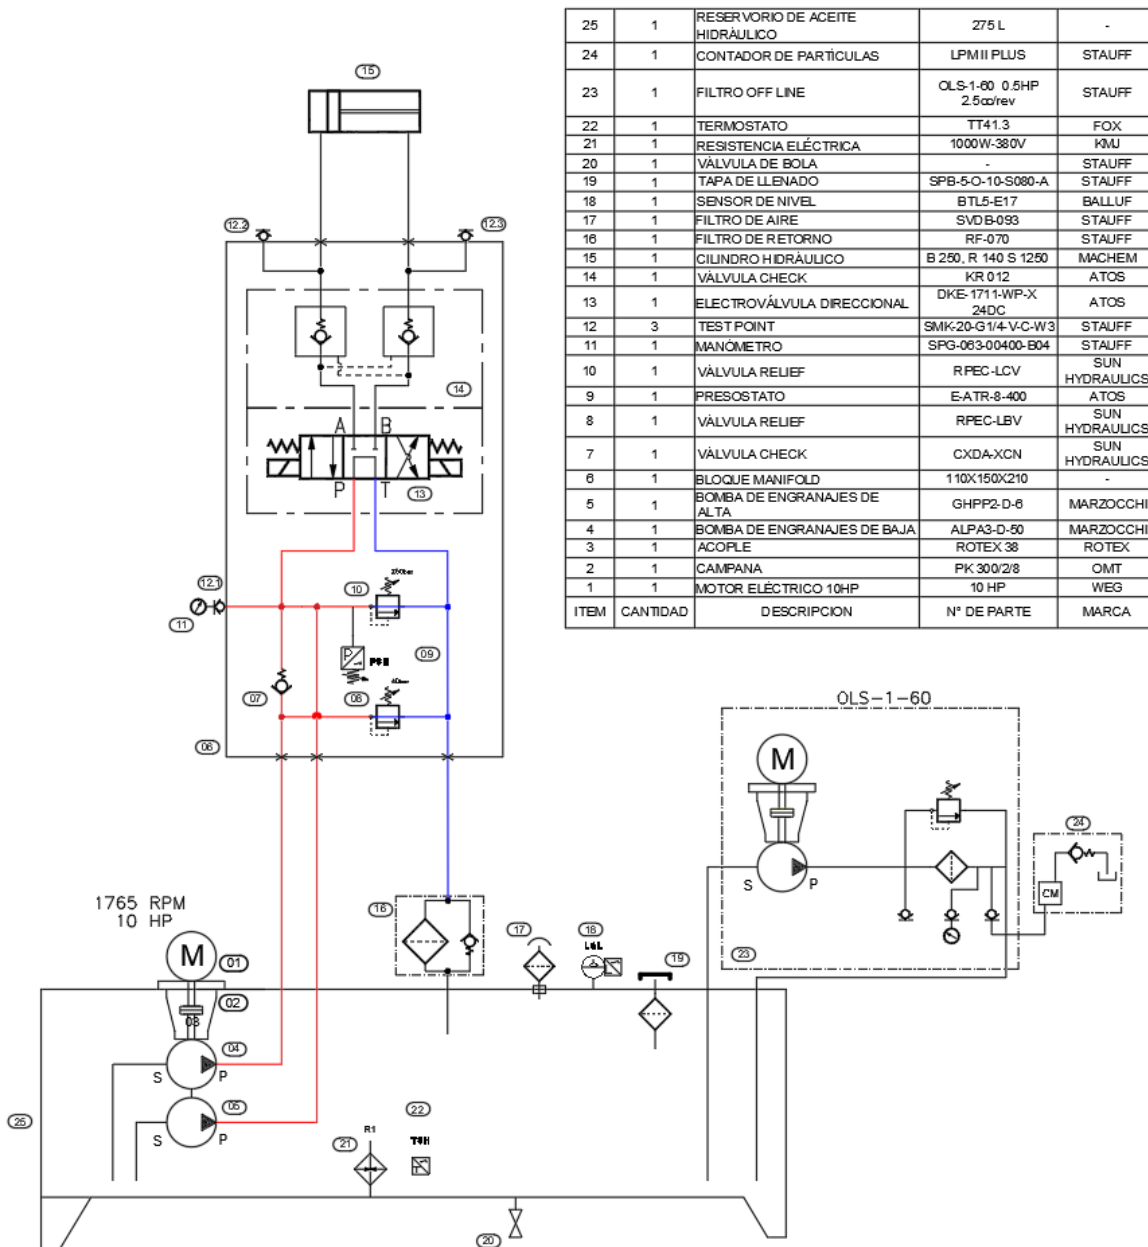 25 1 RESERVORIO DE ACEITE HIDRÁULICO 275 L -
24 1 CONTADOR DE PARTÍCULAS LPMII PLUS STAUFF
23 1 FILTRO OFF LINE OLS-1-60 0.5HP 2.5cc/rev STAUFF
22 1 TERMOSTATO TT41.3 FOX
21 1 RESISTENCIA ELÉCTRICA 1000W-380V KMJ
20 1 VÁLVULA DE BOLA - STAUFF
19 1 TAPA DE LLENADO SPB-5-O-10-S080-A STAUFF
18 1 SENSOR DE NIVEL BTL5-E17 BALLUF
17 1 FILTRO DE AIRE SVDB-093 STAUFF
16 1 FILTRO DE RETORNO RF-070 STAUFF
15 1 CILINDRO HIDRÁULICO B 250, R 140 S 1250 MACHEM
14 1 VÁLVULA CHECK KR 012 ATOS
13 1 ELECTROVÁLVULA DIRECCIONAL DKE-1711-WP-X 24DC ATOS
12 3 TEST POINT SMK-20-G1/4-V-C-W3 STAUFF
11 1 MANÓMETRO SPG-063-00400-B04 STAUFF
10 1 VÁLVULA RELIEF RPEC-LCV SUN HYDRAULICS
9 1 PRESOSTATO E-ATR-8-400 ATOS
8 1 VÁLVULA RELIEF RPEC-LBV SUN HYDRAULICS
7 1 VÁLVULA CHECK CXDA-XCN SUN HYDRAULICS
6 1 BLOQUE MANIFOLD 110X150X210 -
5 1 BOMBA DE ENGRANAJES DE ALTA GHPP2-D-6 MARZOCCHI
4 1 BOMBA DE ENGRANAJES DE BAJA ALPA3-D-50 MARZOCCHI
3 1 ACOPLE ROTEX 38 ROTEX
2 1 CAMPANA PK 300/2/8 OMT
1 1 MOTOR ELÉCTRICO 10HP 10 HP WEG
ITEM CANTIDAD DESCRIPCION N° DE PARTE MARCA
15
12.2
12.3
14
A B
P T
13
12.1
11
10
09
07
08
06
OLS-1-60
M
S P
24
CM
23
1765 RPM
10 HP
M
01
02
03
04
S P
05
S P
16
17
18
19
25
22
TSH
R1
21
20